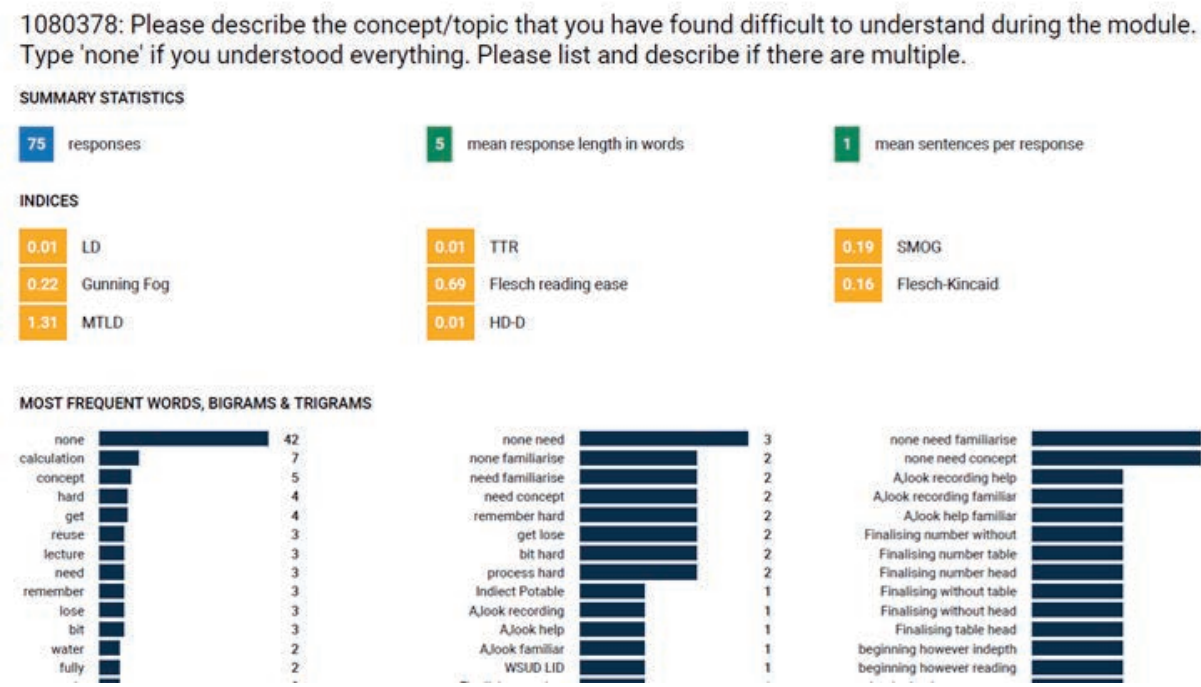 1080378: Please describe the concept/topic that you have found difficult to understand during the module.
Type 'none' if you understood everything. Please list and describe if there are multiple.
SUMMARY STATISTICS
75 responses
5 mean response length in words
1 mean sentences per response
INDICES
0.01 LD
0.01 TTR
0.19 SMOG
0.22 Gunning Fog
0.69 Flesch reading ease
0.16 Flesch-Kincaid
1.31 MTLD
0.01 HD-D
MOST FREQUENT WORDS, BIGRAMS & TRIGRAMS
none 42
calculation 7
concept 5
hard 4
get 4
reuse 3
lecture 3
need 3
remember 3
lose 3
bit 3
water 2
fully 2
none need 3
none familiarise 2
need familiarise 2
need concept 2
remember hard 2
get lose 2
bit hard 2
process hard 2
Indiect Potable 1
A,look recording 1
A,look help 1
A,look familiar 1
WSUD LID 1
none need familiarise
none need concept
A,look recording help
A,look recording familiar
A,look help familiar
Finalising number without
Finalising number table
Finalising number head
Finalising without table
Finalising without head
Finalising table head
beginning however indepth
beginning however reading